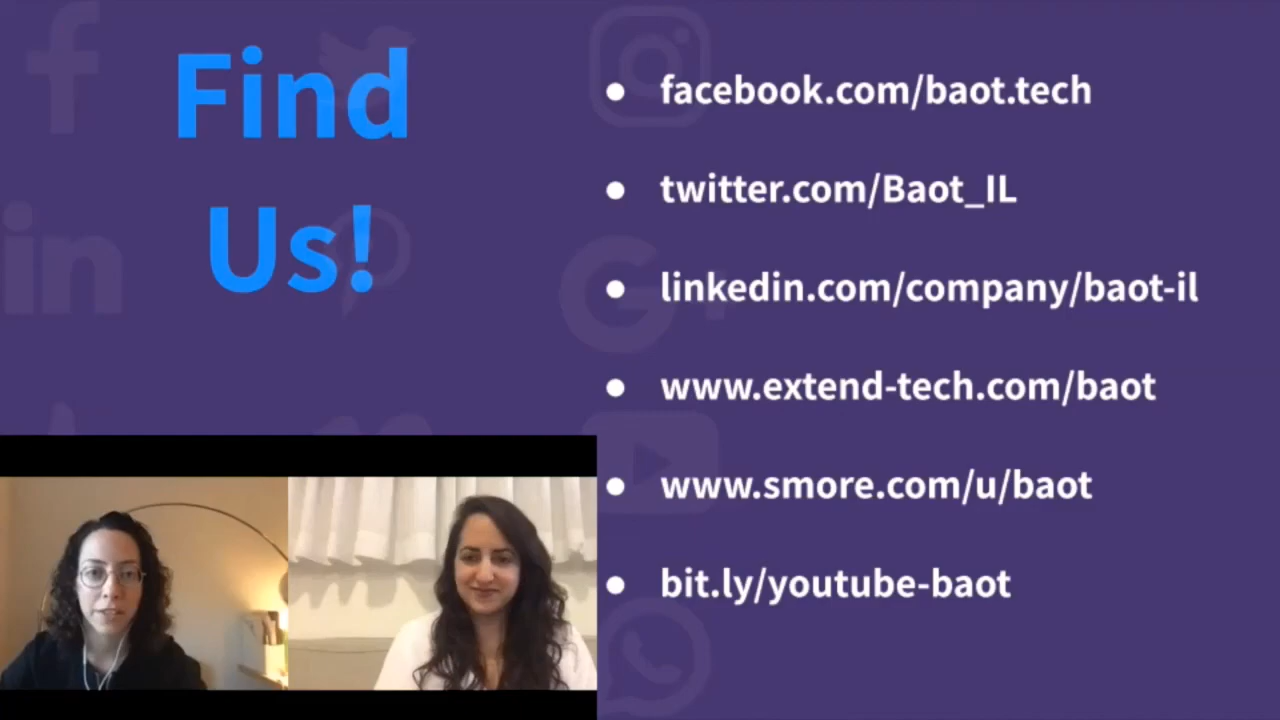 Find
Us!
facebook.com/baot.tech
twitter.com/Baot_IL
linkedin.com/company/baot-il
www.extend-tech.com/baot
www.smore.com/u/baot
bit.ly/youtube-baot